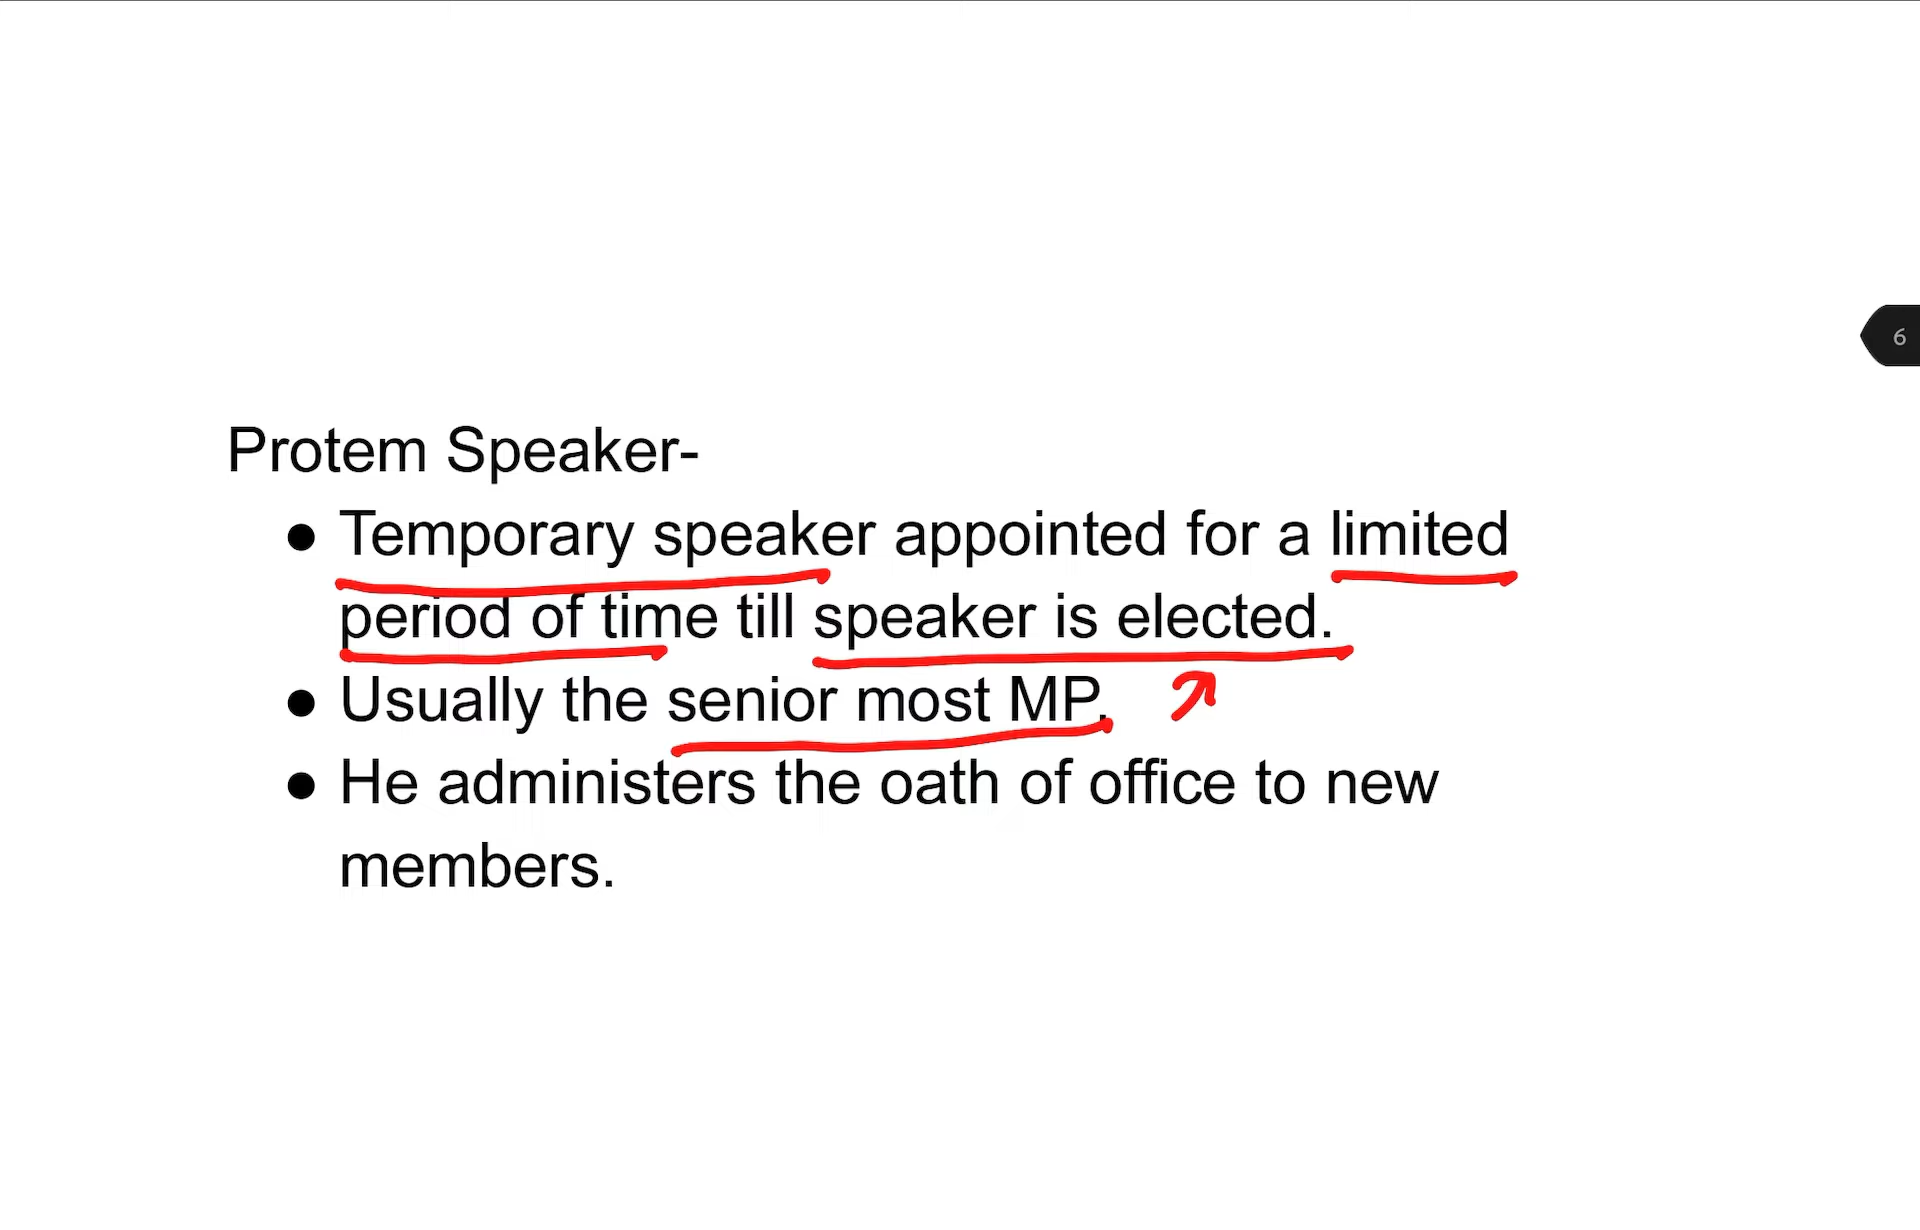 Protem Speaker-
● Temporary speaker appointed for a limited
period of time till speaker is elected.
● Usually the senior most MP.
● He administers the oath of office to new
members.
6